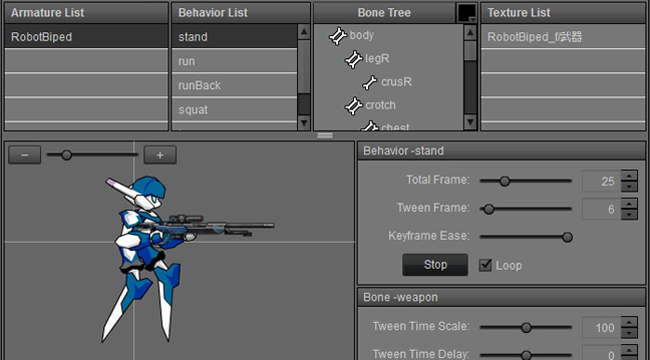 Armature List
Behavior List
Bone Tree
Texture List
RobotBiped
stand
run
runBack
squat
body
legR
crusR
crotch
chest
RobotBiped_f/武器
Behavior -stand
Total Frame: 25
Tween Frame: 6
Keyframe Ease:
Stop
Loop
Bone -weapon
Tween Time Scale: 100
Tween Time Delay: 0